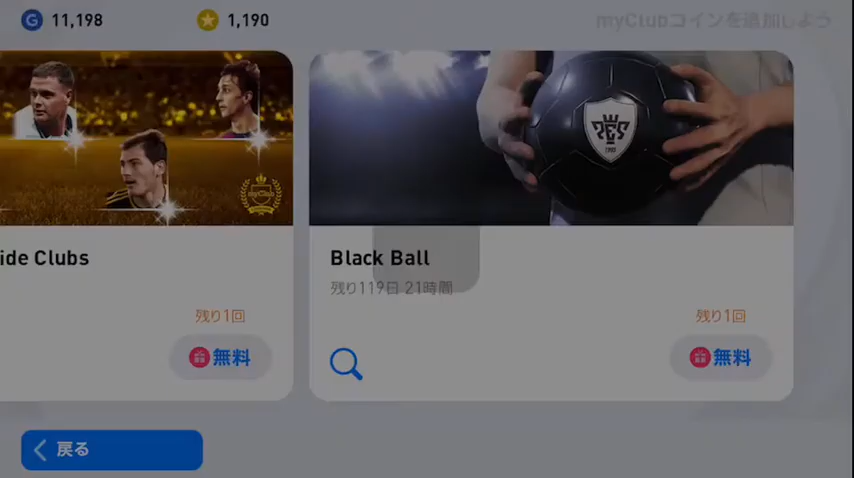 G 11,198
1,190
myClubコインを追加しよう
myClub
PES
ide Clubs
残り1回
無料
Black Ball
残り119日 21時間
残り1回
無料
戻る